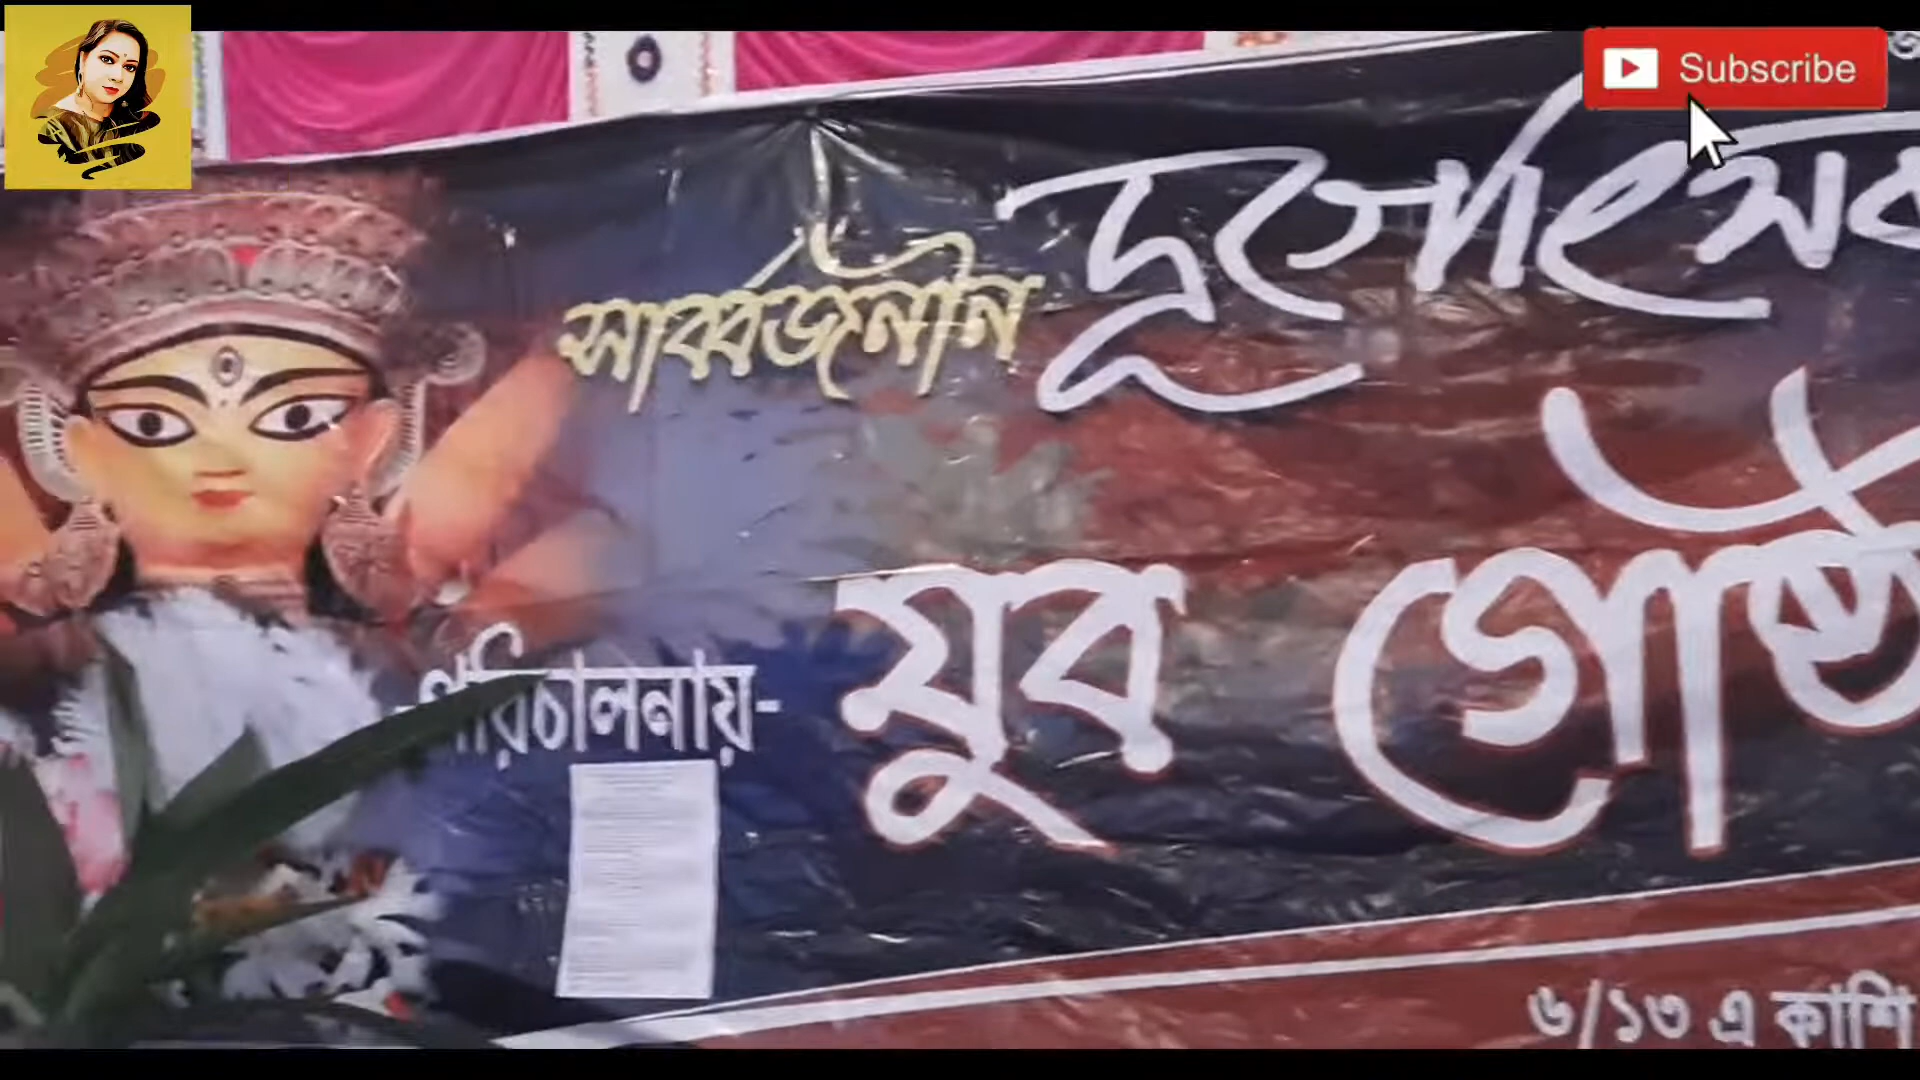 Subscribe
সার্ব্বজনীন দুর্গোৎসব
-পরিচালনায়-
যুব গোষ্ঠী
৬/১৩ এ কাশি